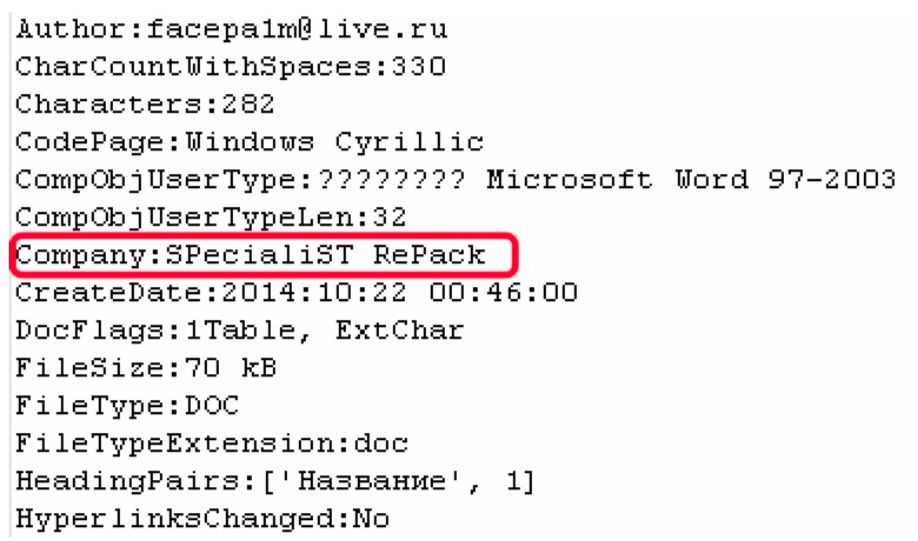 Author:facepa1m@live.ru
CharCountWithSpaces:330
Characters:282
CodePage:Windows Cyrillic
CompObjUserType:???????? Microsoft Word 97-2003
CompObjUserTypeLen:32
Company:SPecialiST RePack
CreateDate:2014:10:22 00:46:00
DocFlags:1Table, ExtChar
FileSize:70 kB
FileType:DOC
FileTypeExtension:doc
HeadingPairs:['Название', 1]
HyperlinksChanged:No